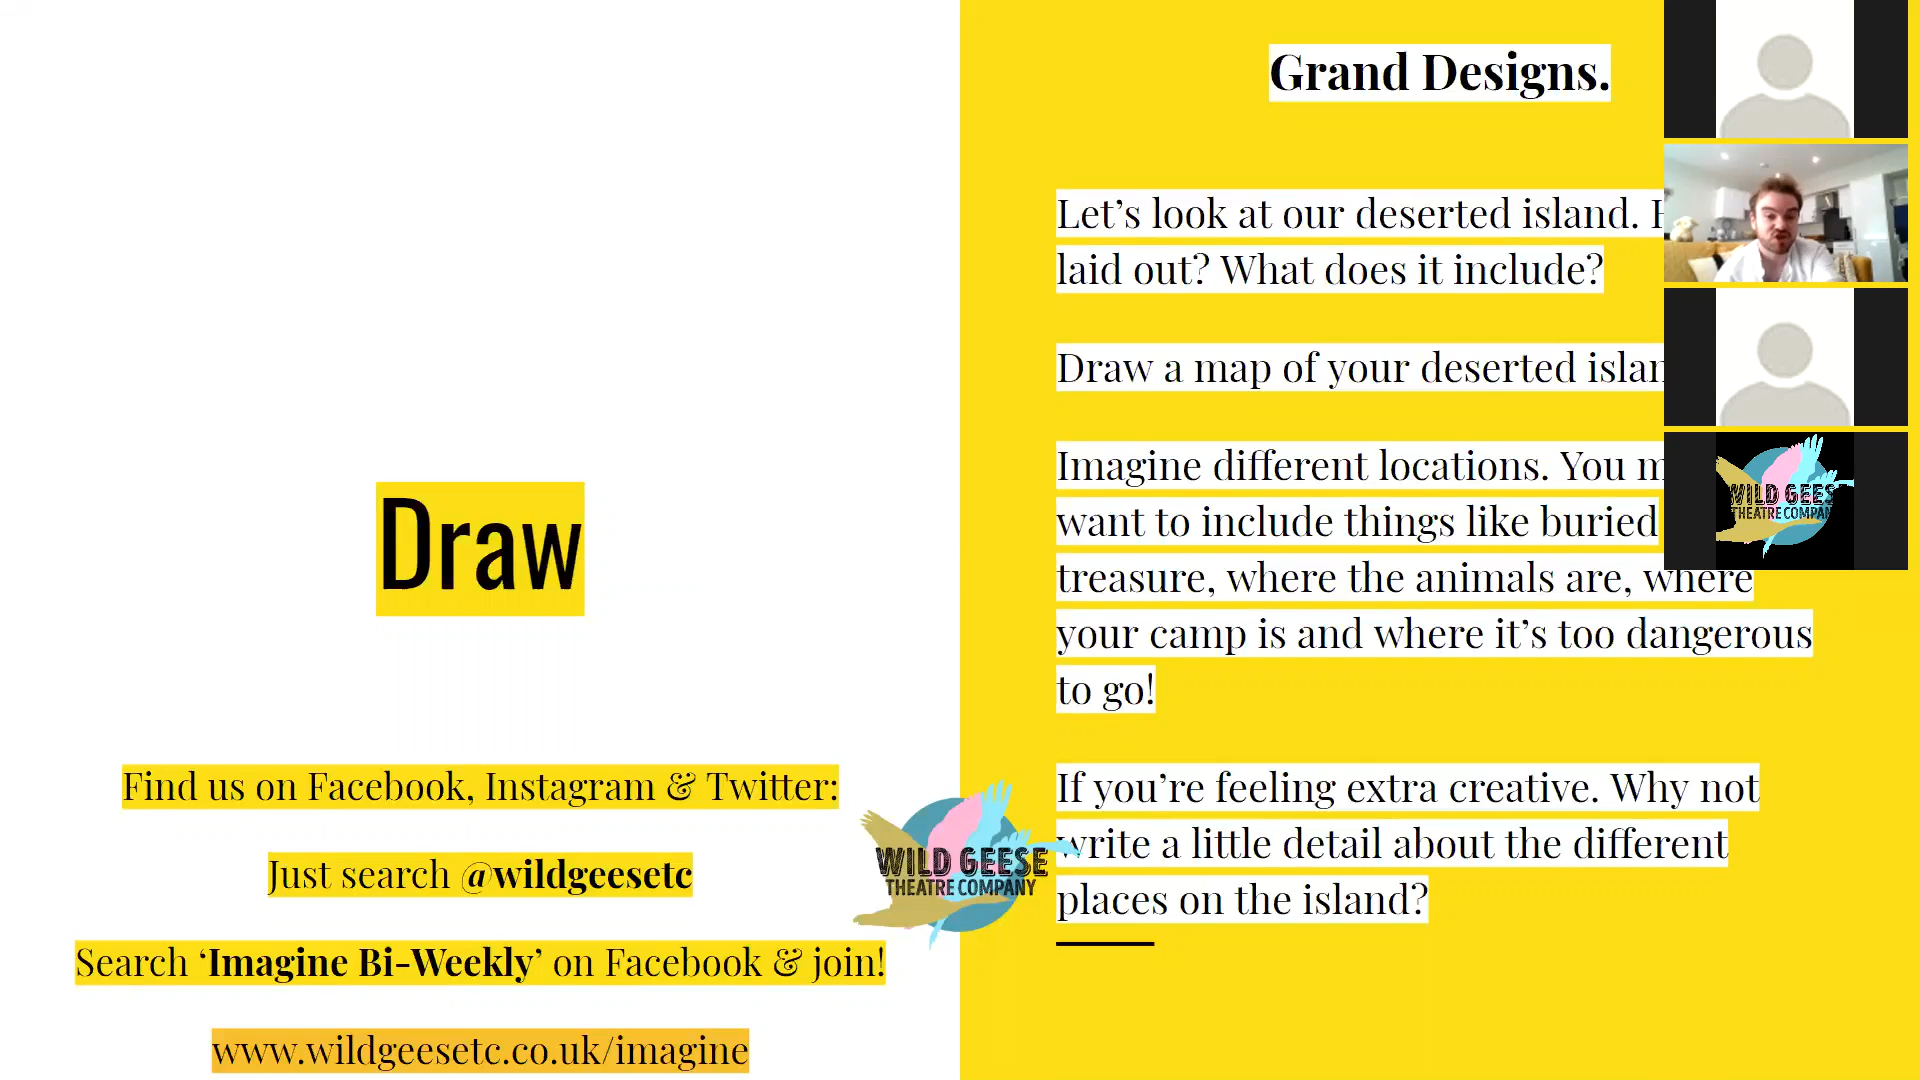 Draw
Find us on Facebook, Instagram & Twitter:
Just search @wildgeesetc
Search ‘Imagine Bi-Weekly’ on Facebook & join!
www.wildgeesetc.co.uk/imagine
WILD GEESE
THEATRE COMPANY
Grand Designs.
Let’s look at our deserted island.
laid out? What does it include?
Draw a map of your deserted
Imagine different locations. You
want to include things like buried
treasure, where the animals are, where
your camp is and where it’s too dangerous
to go!
If you’re feeling extra creative. Why not
write a little detail about the different
places on the island?
WILD GEES
THEATRE COMPAN